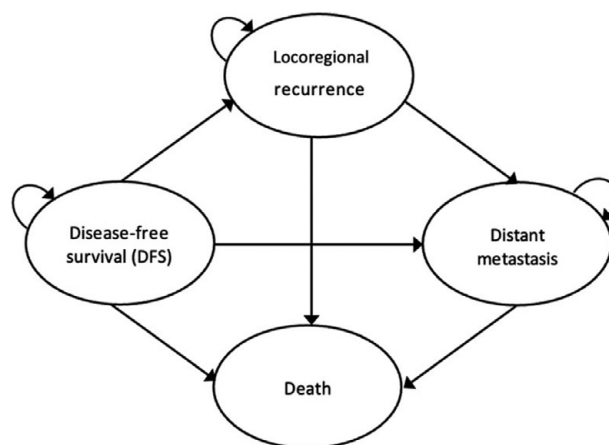 Locoregional
recurrence
Disease-free
survival (DFS)
Distant
metastasis
Death